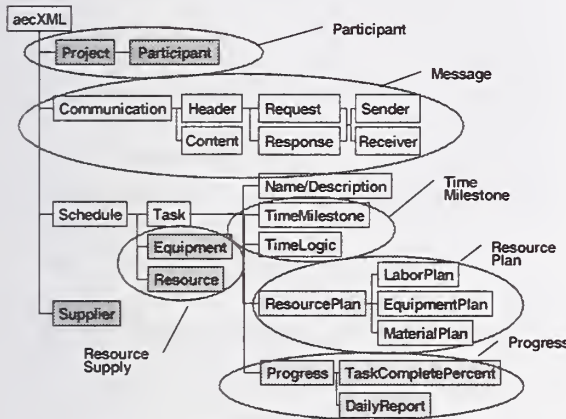 aecXML
Participant
Project
Participant
Message
Communication
Header
Request
Sender
Content
Response
Receiver
Name/Description
Time
Milestone
Schedule
Task
TimeMilestone
Equipment
TimeLogic
Resource
Plan
Resource
LaborPlan
ResourcePlan
EquipmentPlan
Supplier
MaterialPlan
Resource
Supply
Progress
Progress
TaskCompletePercent
DailyReport